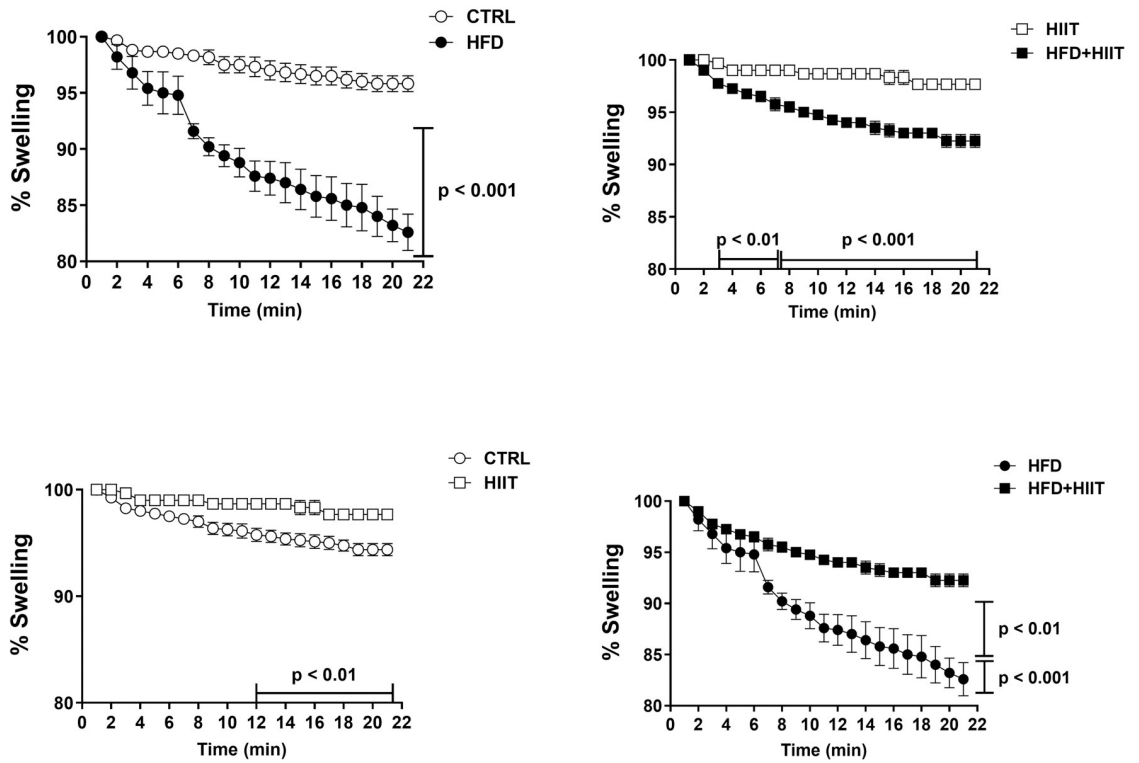 CTRL
HFD
100
95
90
85
80
% Swelling
p < 0.001
0 2 4 6 8 10 12 14 16 18 20 22
Time (min)
HIIT
HFD+HIIT
100
95
90
85
80
% Swelling
p < 0.01
p < 0.001
0 2 4 6 8 10 12 14 16 18 20 22
Time (min)
CTRL
HIIT
100
90
80
% Swelling
p < 0.01
0 2 4 6 8 10 12 14 16 18 20 22
Time (min)
HFD
HFD+HIIT
100
95
90
85
80
% Swelling
p < 0.01
p < 0.001
0 2 4 6 8 10 12 14 16 18 20 22
Time (min)